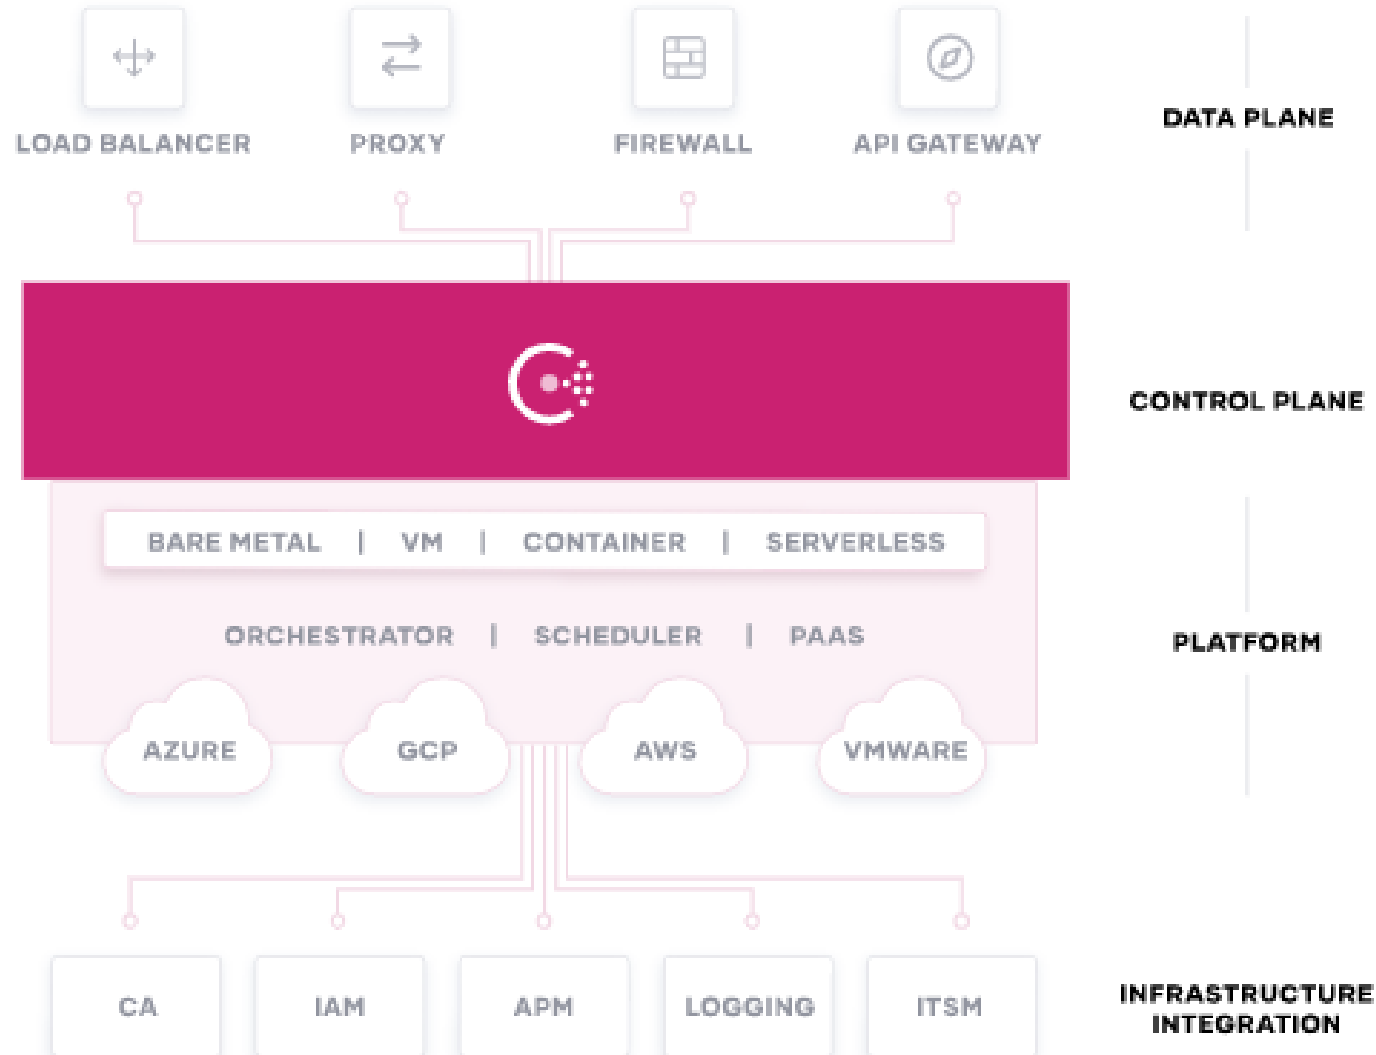 LOAD BALANCER
PROXY
FIREWALL
API GATEWAY
DATA PLANE
CONTROL PLANE
BARE METAL | VM | CONTAINER | SERVERLESS
ORCHESTRATOR | SCHEDULER | PAAS
PLATFORM
AZURE
GCP
AWS
VMWARE
CA
IAM
APM
LOGGING
ITSM
INFRASTRUCTURE
INTEGRATION